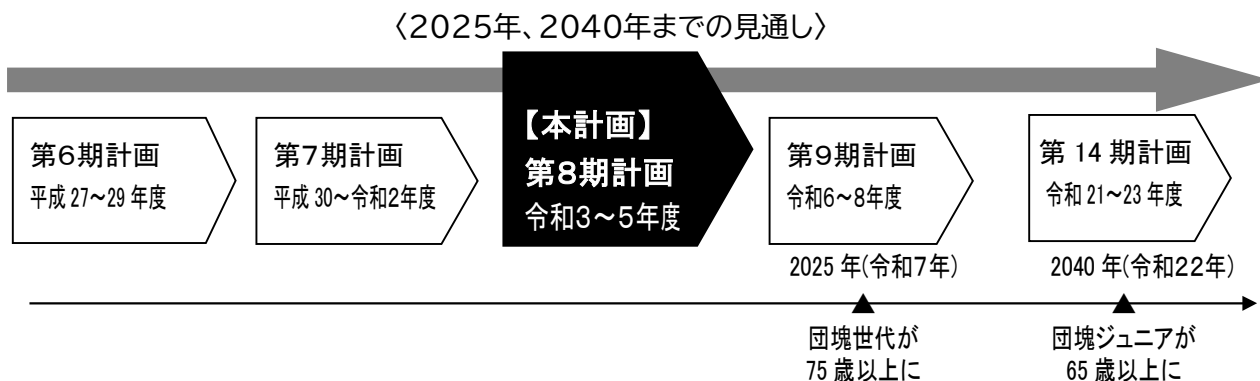 〈2025年、2040年までの見通し〉
第6期計画
平成27～29年度
第7期計画
平成30～令和2年度
【本計画】
第8期計画
令和3～5年度
第9期計画
令和6～8年度
第14期計画
令和21～23年度
2025年(令和7年)
2040年(令和22年)
団塊世代が
75歳以上に
団塊ジュニアが
65歳以上に